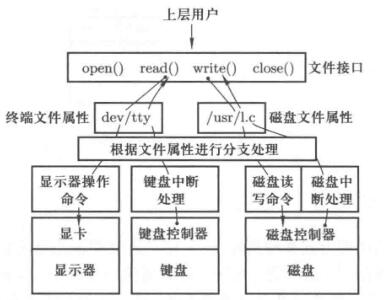 上层用户
open() read() write() close() 文件接口
终端文件属性 dev/tty /usr/l.c 磁盘文件属性
根据文件属性进行分支处理
显示器操作 键盘中断 磁盘读 磁盘中
命令 处理 写命令 断处理
显卡 键盘控制器 磁盘控制器
显示器 键盘 磁盘